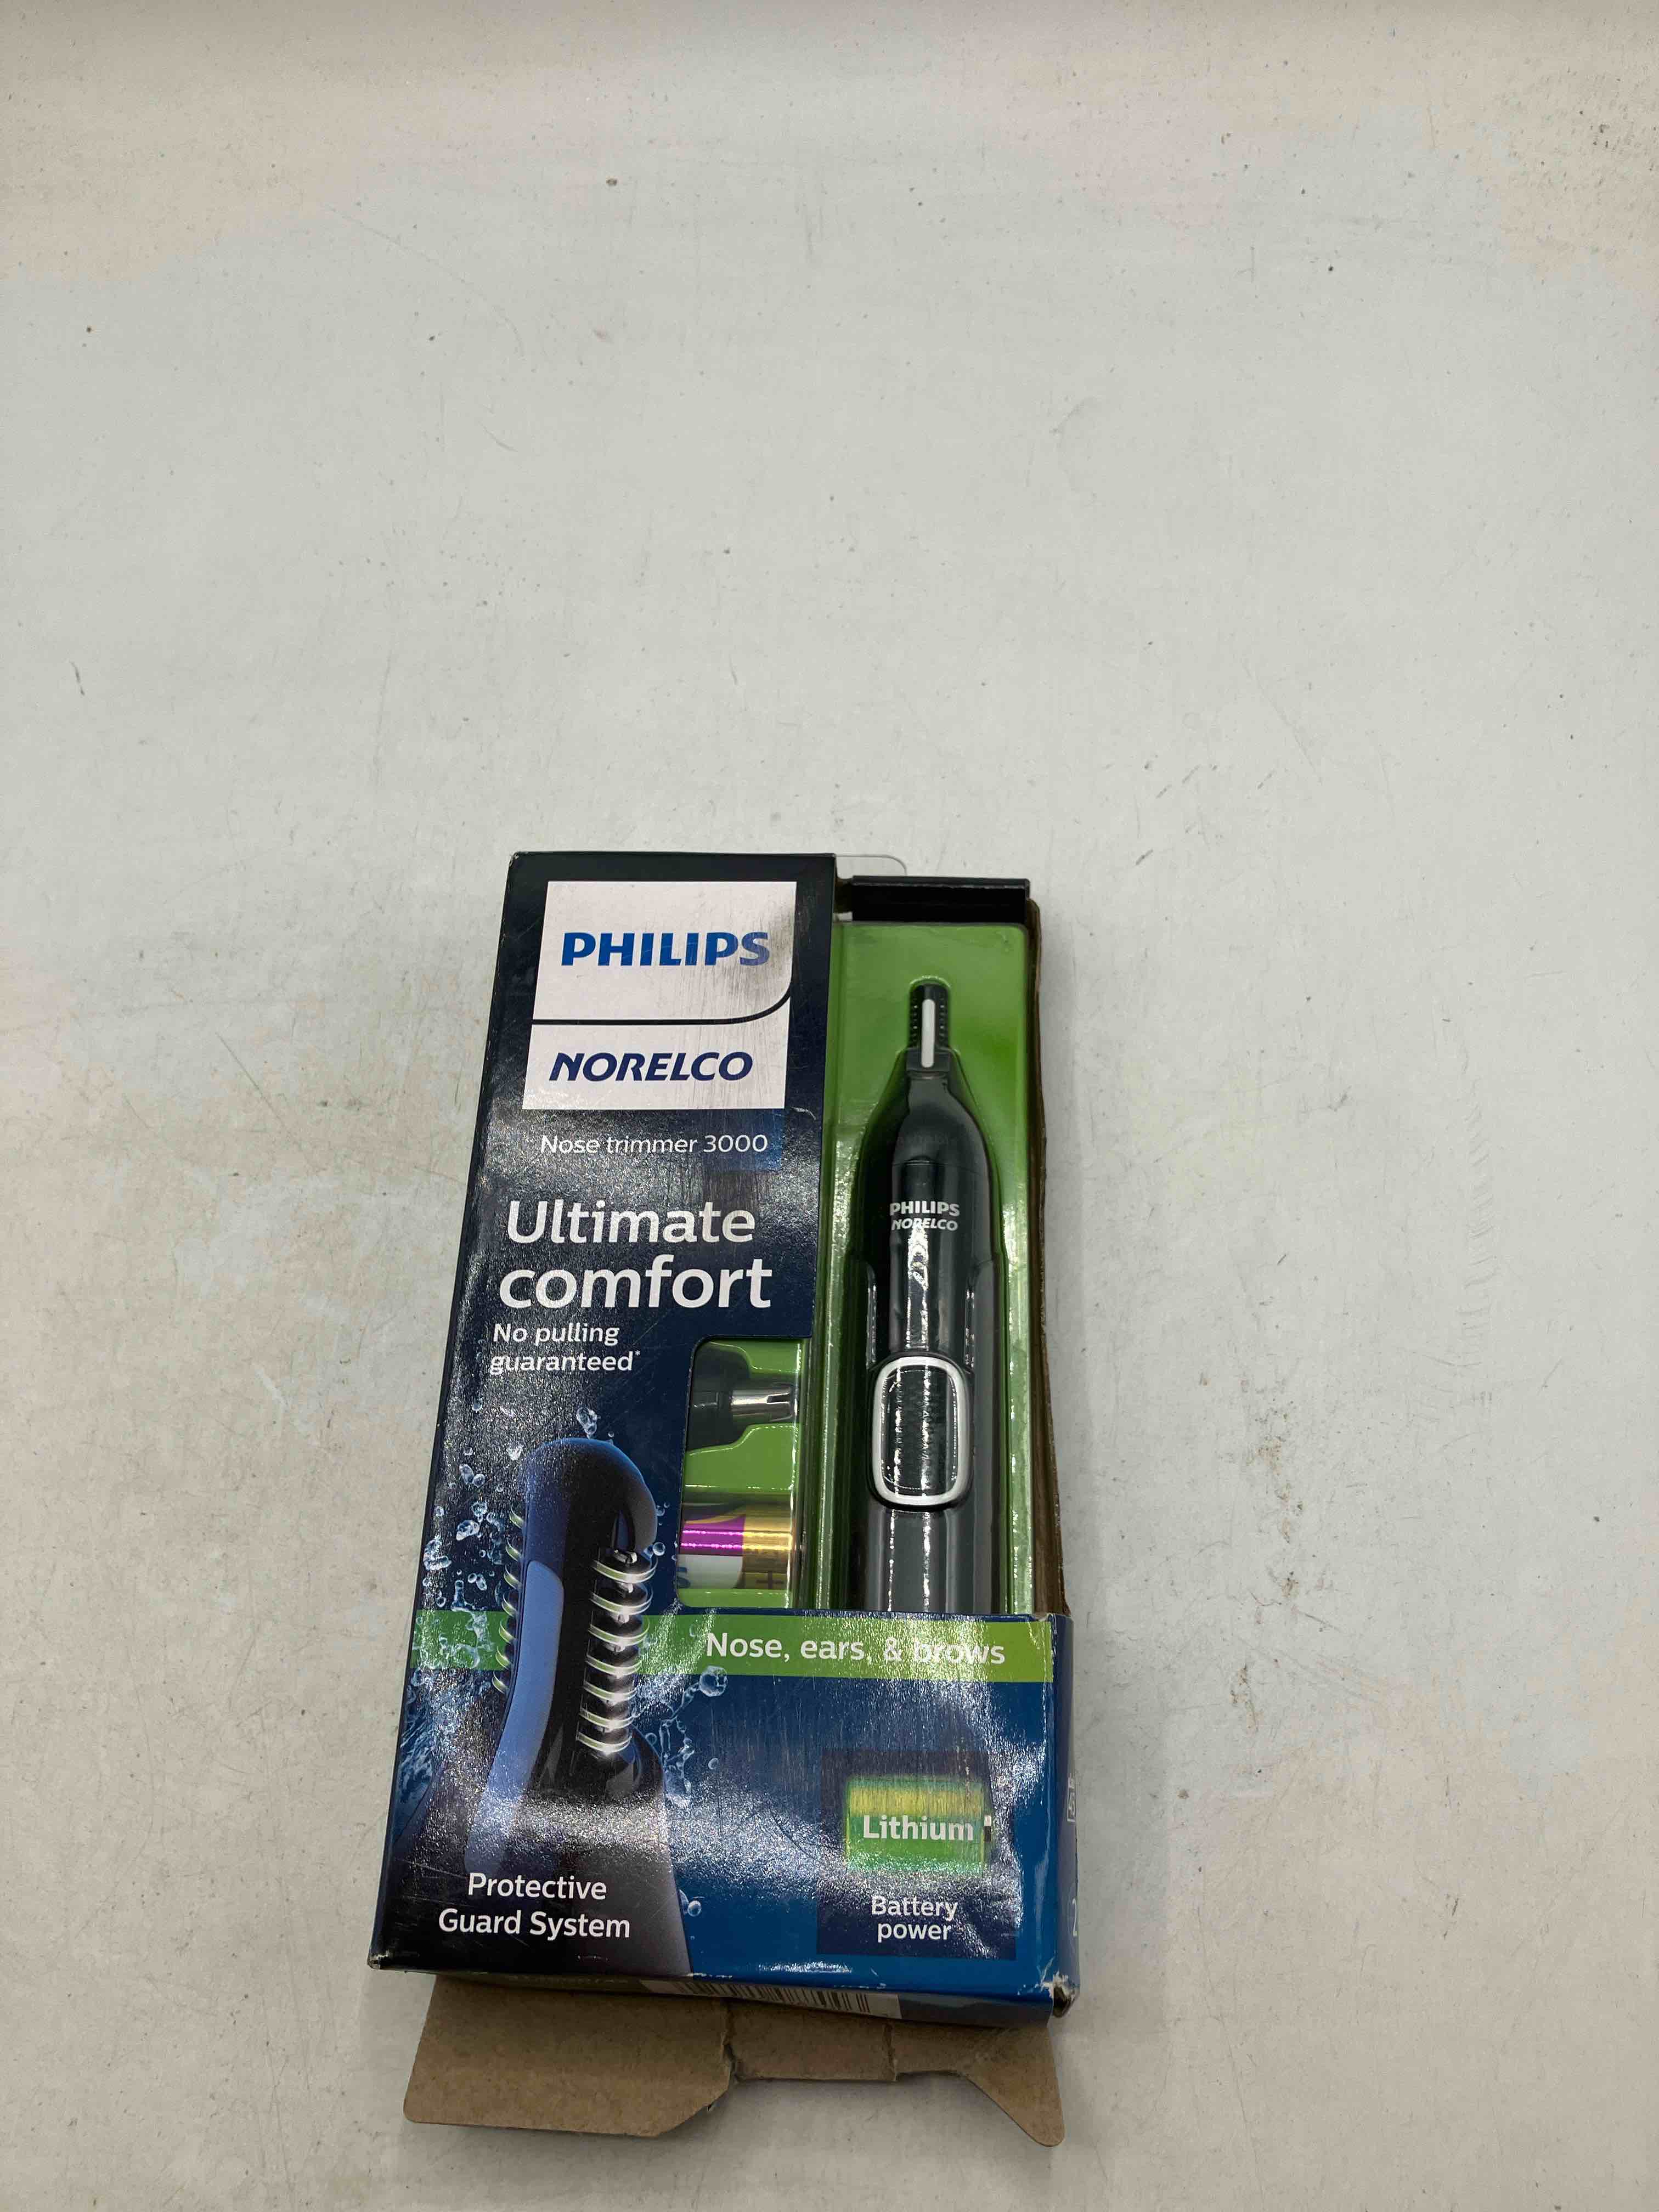 PHILIPS
NORELCO
Nose trimmer 3000
Ultimate
comfort
No pulling
guaranteed*
PHILIPS
NORELCO
Nose, ears, & brows
Lithium
Protective
Guard System
Battery
power